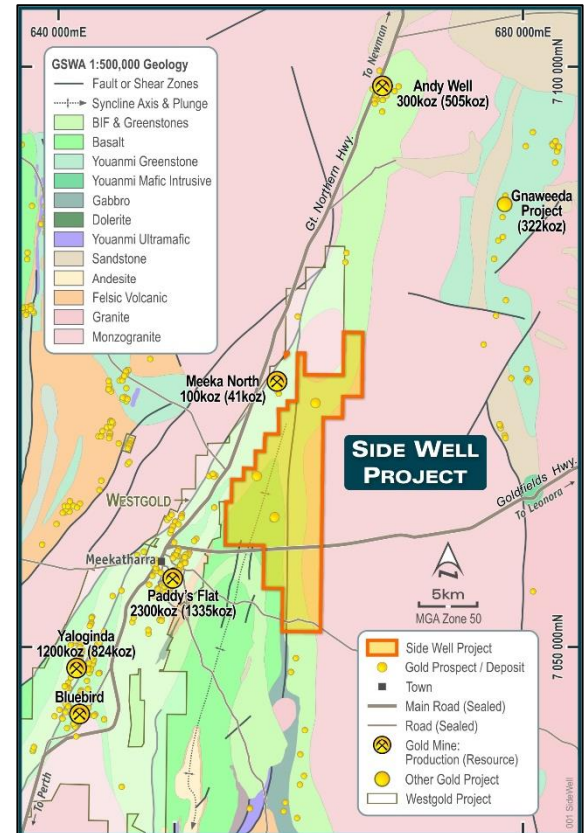 640 000mE
680 000mE
GSWA 1:500,000 Geology
Fault or Shear Zones
Syncline Axis & Plunge
BIF & Greenstones
Basalt
Youanmi Greenstone
Youanmi Mafic Intrusive
Gabbro
Dolerite
Youanmi Ultramafic
Sandstone
Andesite
Felsic Volcanic
Granite
Monzogranite
To Newman
7 100 000mN
Andy Well
300koz (505koz)
Gt. Northern Hwy.
Gnaweeda
Project
(322koz)
Meeka North
100koz (41koz)
SIDE WELL
PROJECT
Goldfields Hwy.
To Leonora
WESTGOLD
Meekatharra
Paddy's Flat
2300koz (1335koz)
5km
MGA Zone 50
Yaloginda
1200koz (824koz)
Bluebird
7 050 000mN
To Perth
Side Well Project
Gold Prospect / Deposit
Town
Main Road (Sealed)
Road (Sealed)
Gold Mine:
Production (Resource)
Other Gold Project
Westgold Project
001 SideWell